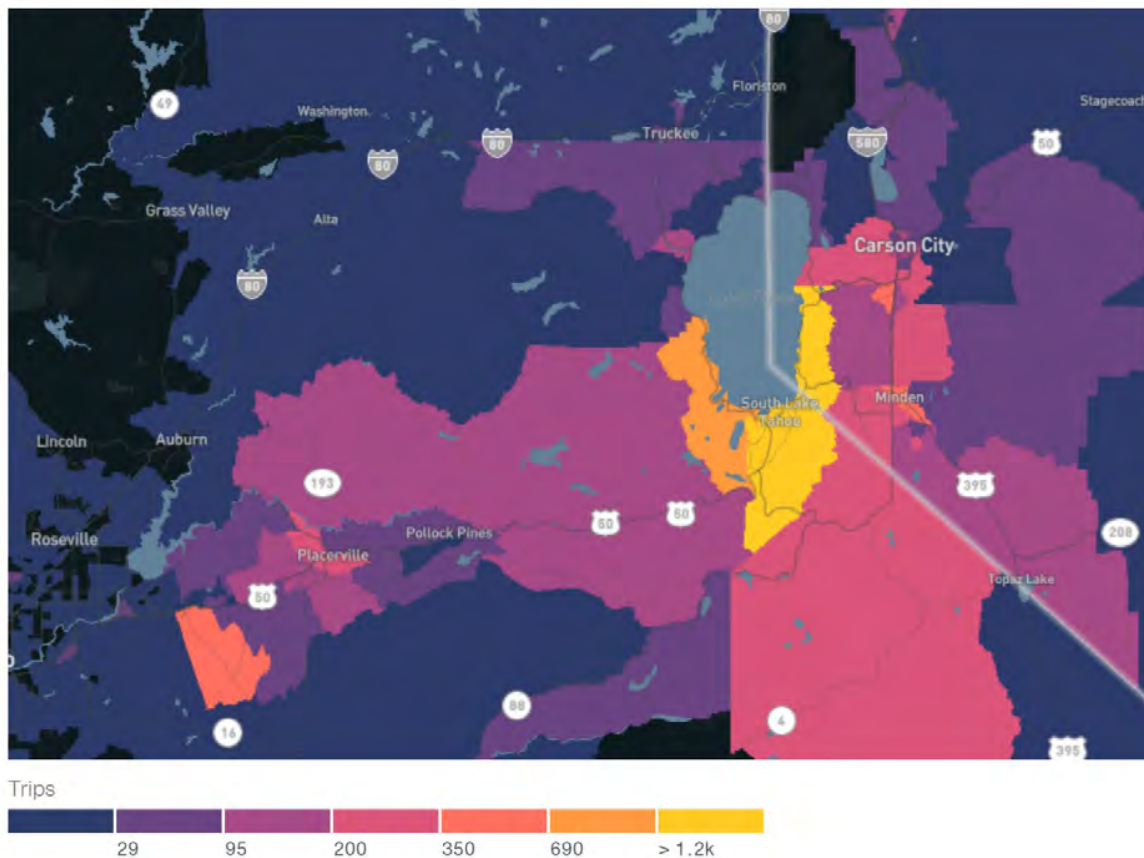 80
Floriston
49
Washington
Stagecoach
Truckee
80
80
580
50
Grass Valley
Alta
Carson City
80
South Lake
Tahoe
Minden
Lincoln
Auburn
193
395
50
50
Roseville
Pollock Pines
208
Placerville
50
Topaz Lake
88
16
4
395
Trips
29 95 200 350 690 > 1.2k